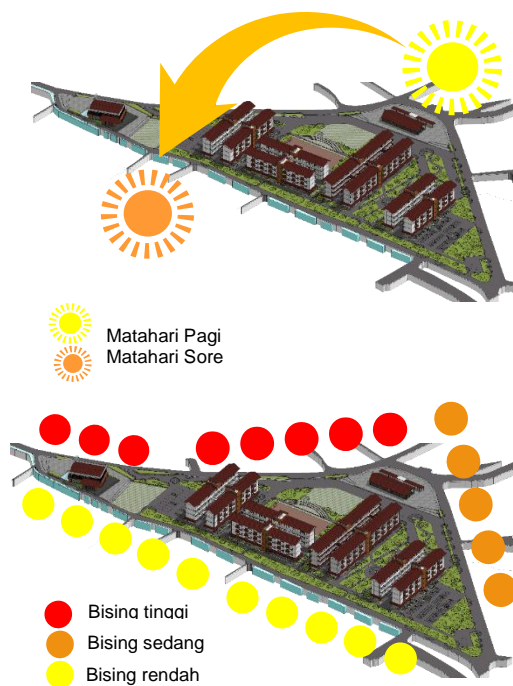 Matahari Pagi
Matahari Sore
Bising tinggi
Bising sedang
Bising rendah